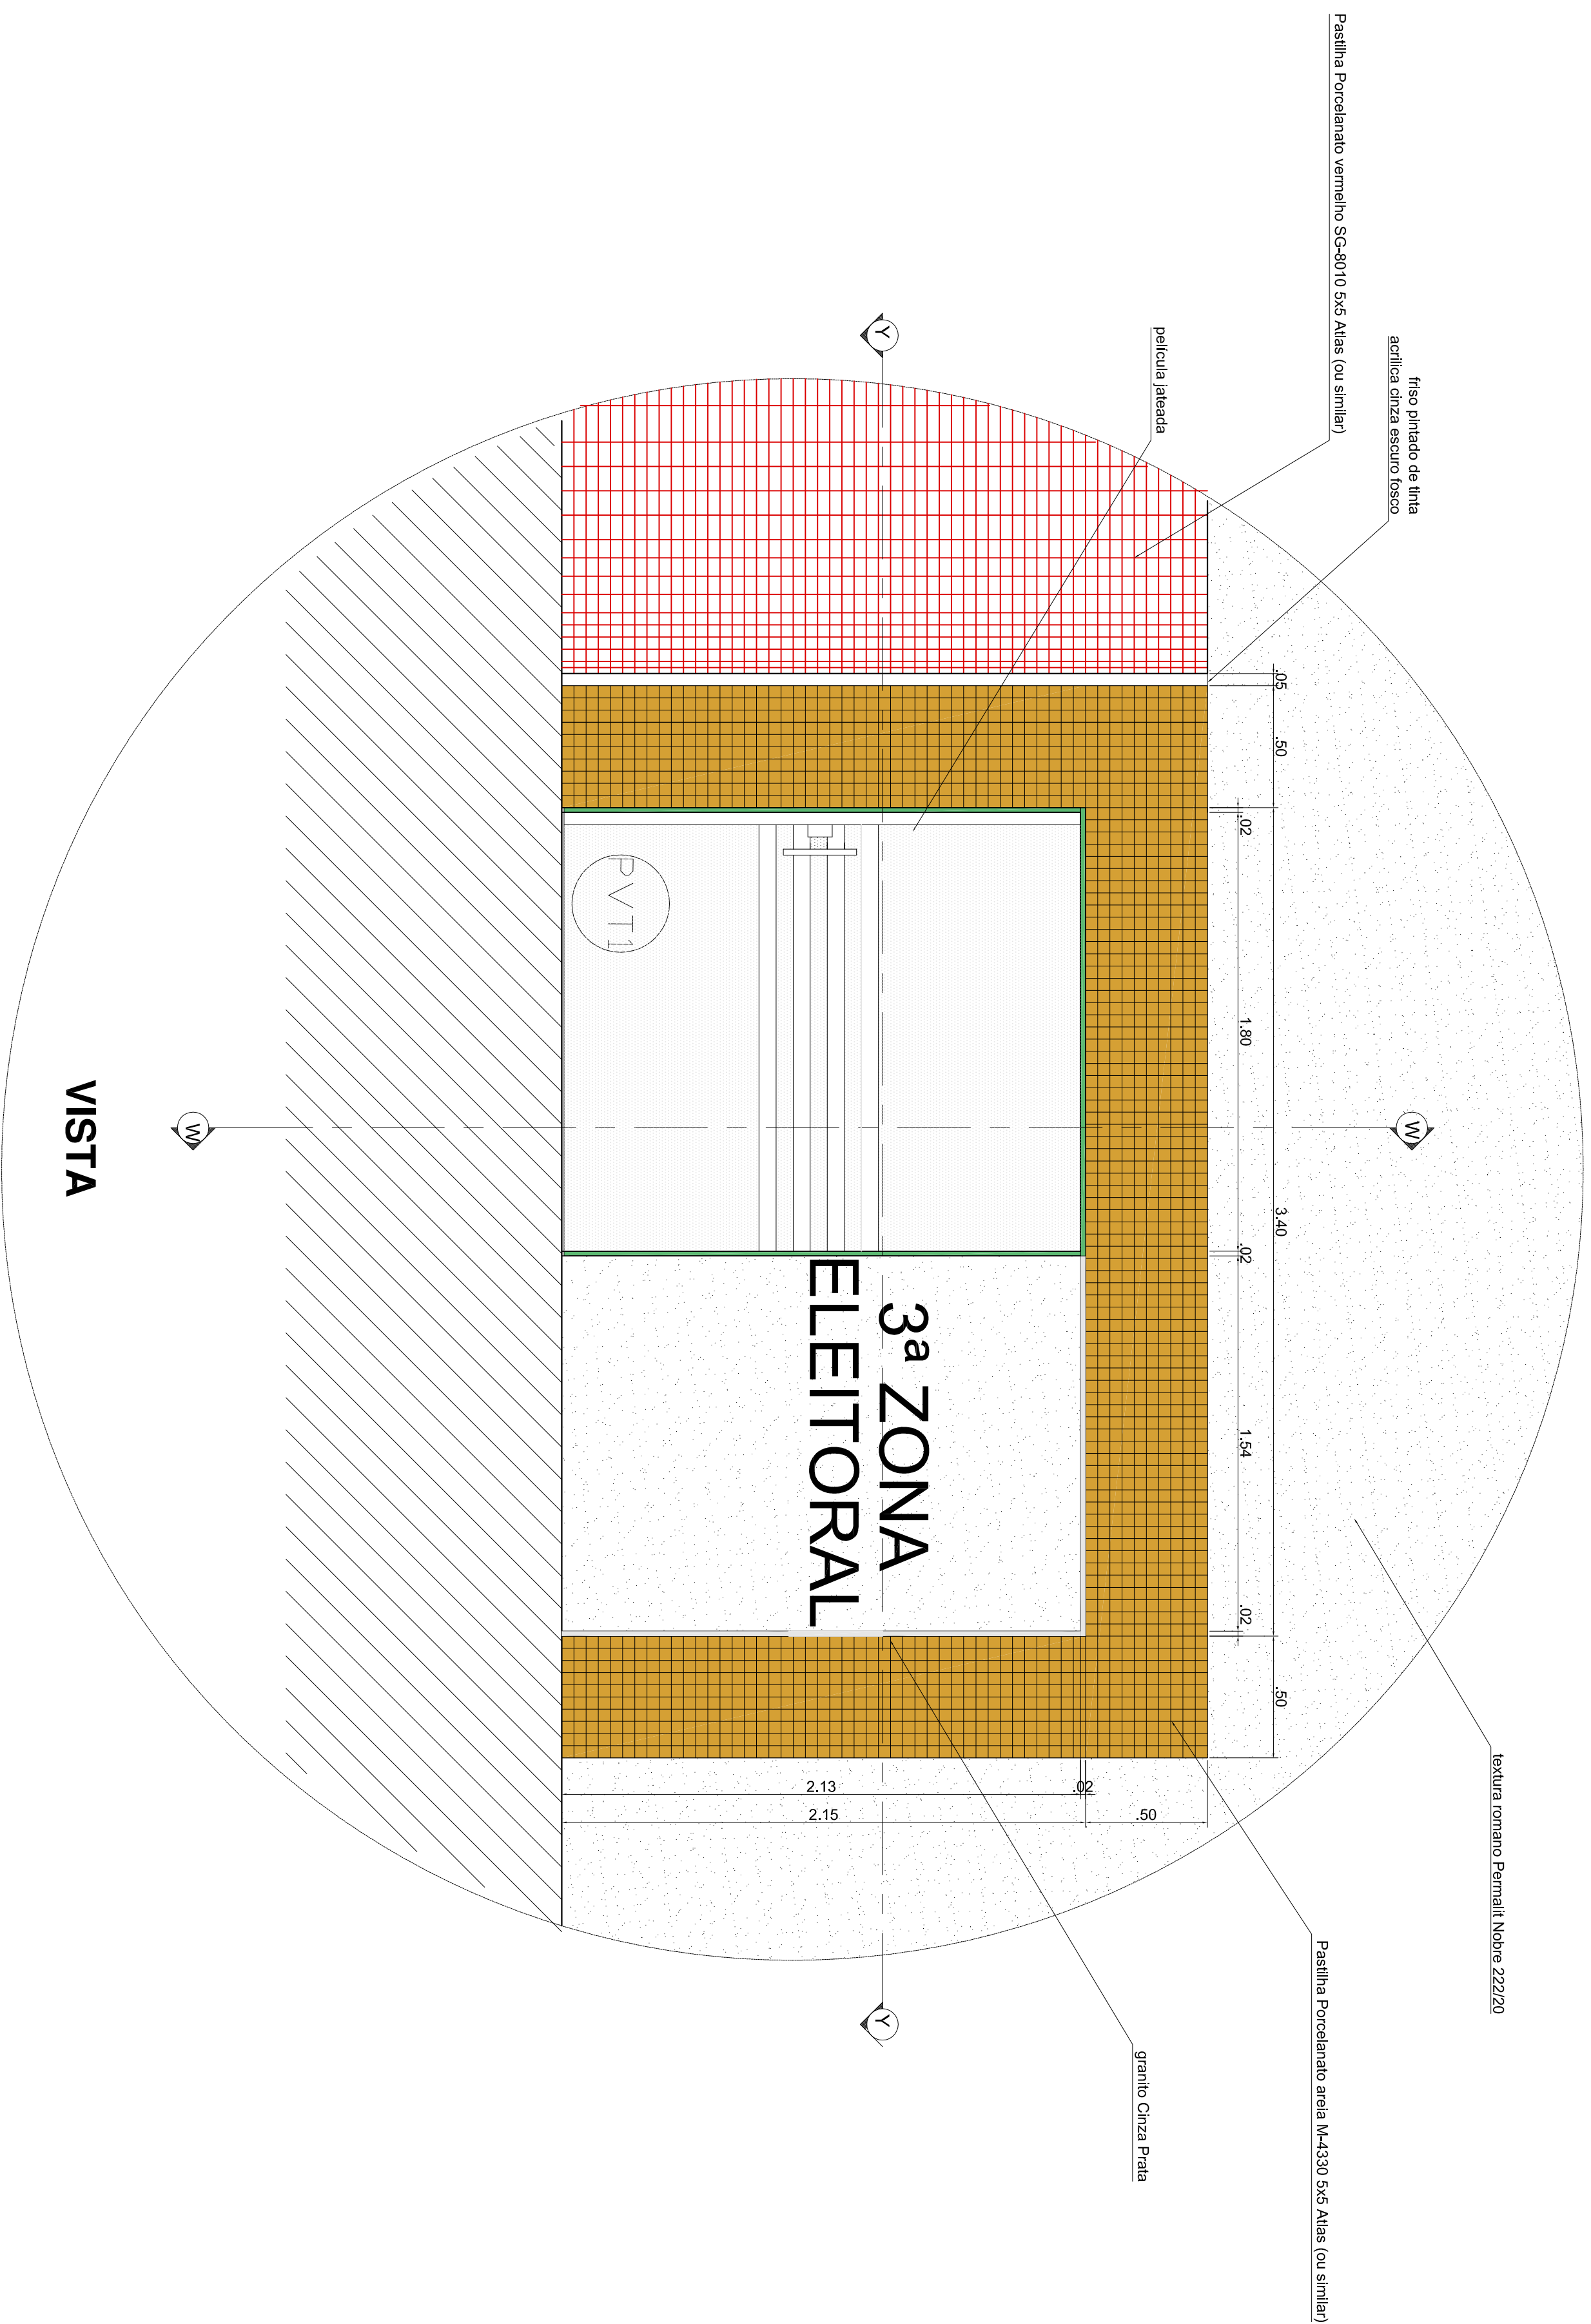 textura romano Permalit Nobre 222/20
friso pintado de tinta
acrilica cinza escuro fosco
Pastilha Porcelanato vermelho SG-8010 5x5 Atlas (ou similar)
Pastilha Porcelanato areia M-4330 5x5 Atlas (ou similar)
película jateada
granito Cinza Prata
W
.05
.50
3.40
.50
.02
1.80
.02
1.54
.02
.50
.02
2.13
2.15
Y
Y
3ª ZONA
ELEITORAL
PVT1
W
VISTA